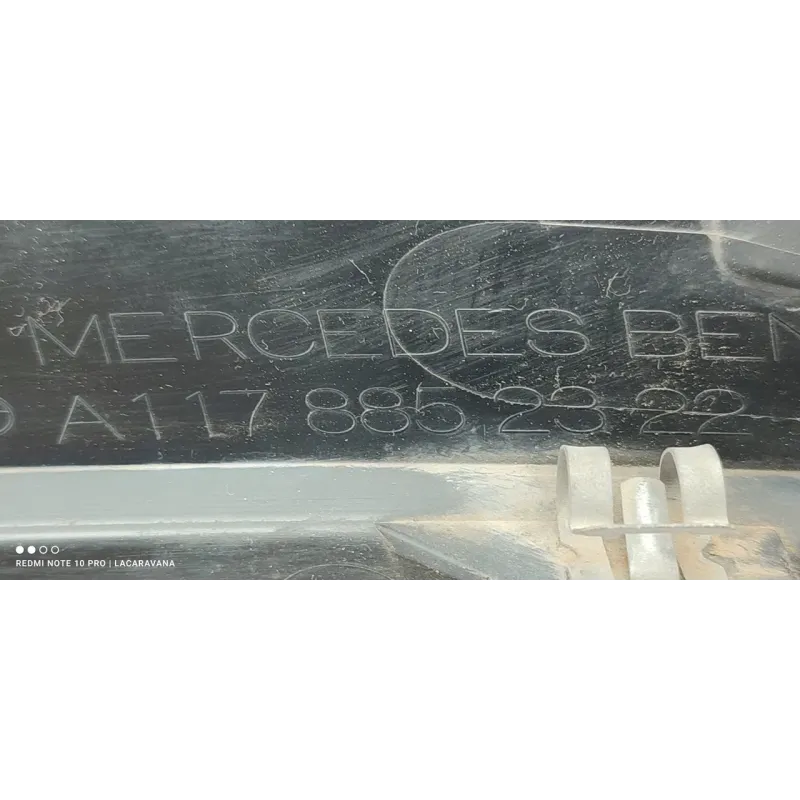 MERCEDES BEN
A117 885 23 22
REDMI NOTE 10 PRO | LACARAVANA